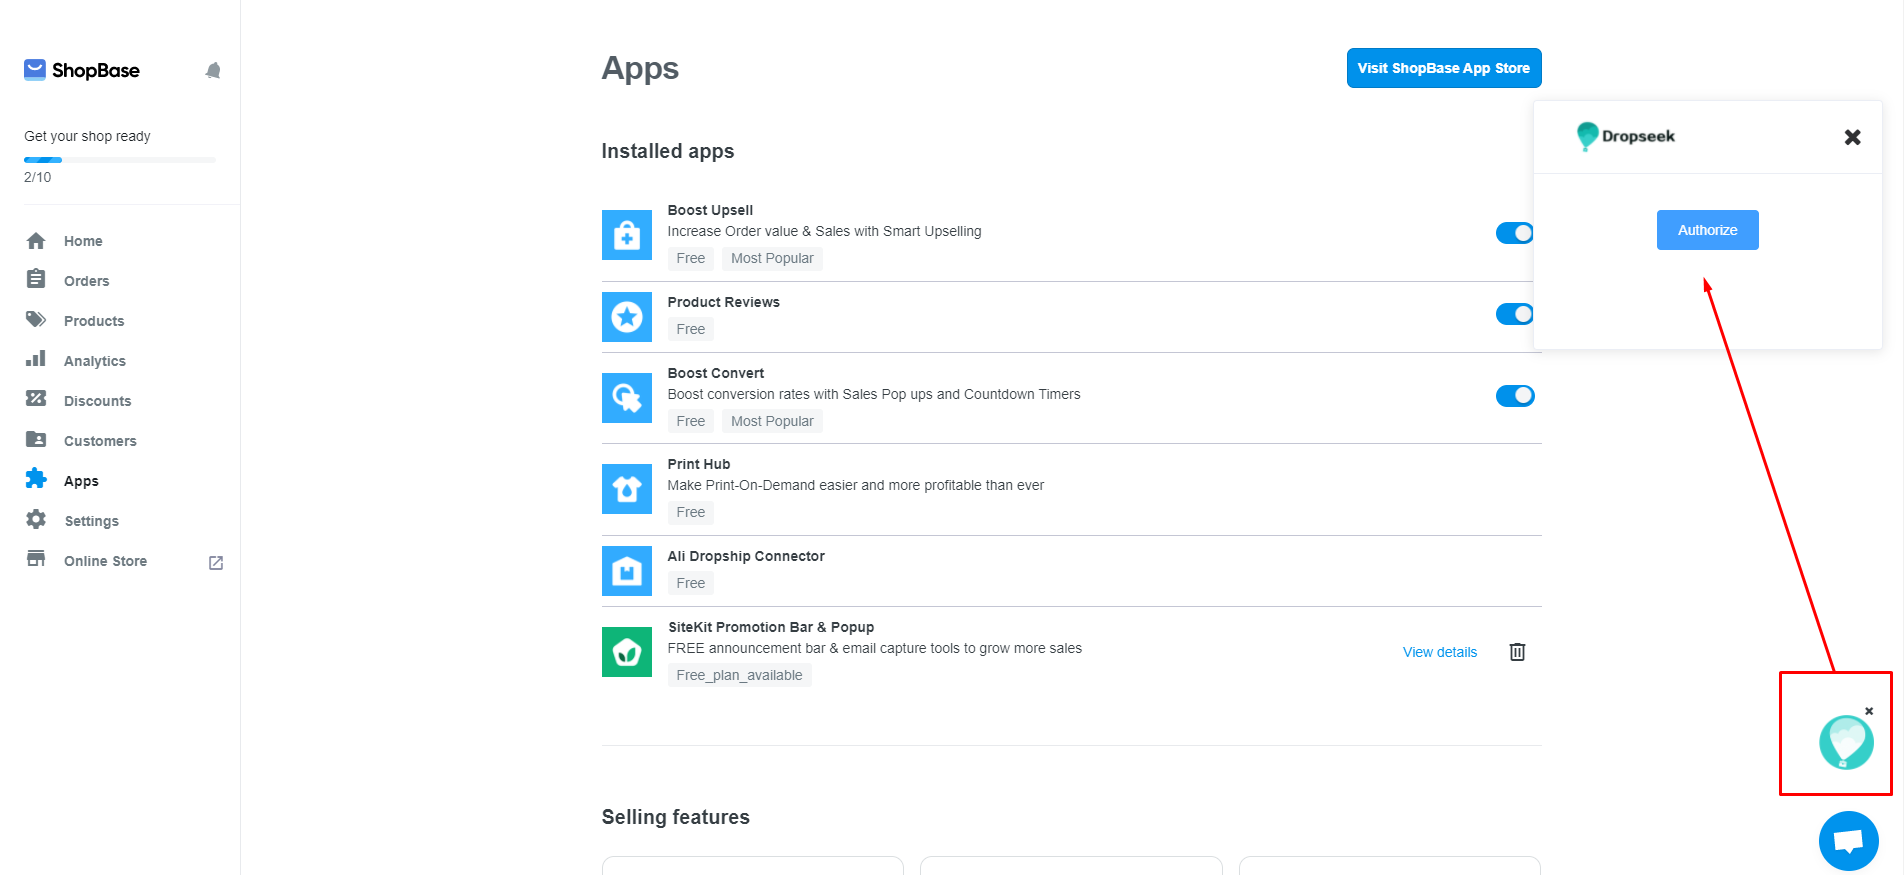 ShopBase
Get your shop ready
2/10
Home
Orders
Products
Analytics
Discounts
Customers
Apps
Settings
Online Store
Apps
Visit ShopBase App Store
Installed apps
Boost Upsell
Increase Order value & Sales with Smart Upselling
Free Most Popular
Product Reviews
Free
Boost Convert
Boost conversion rates with Sales Pop ups and Countdown Timers
Free Most Popular
Print Hub
Make Print-On-Demand easier and more profitable than ever
Free
Ali Dropship Connector
Free
SiteKit Promotion Bar & Popup
FREE announcement bar & email capture tools to grow more sales
Free_plan_available
View details
Selling features
Dropseek
Authorize